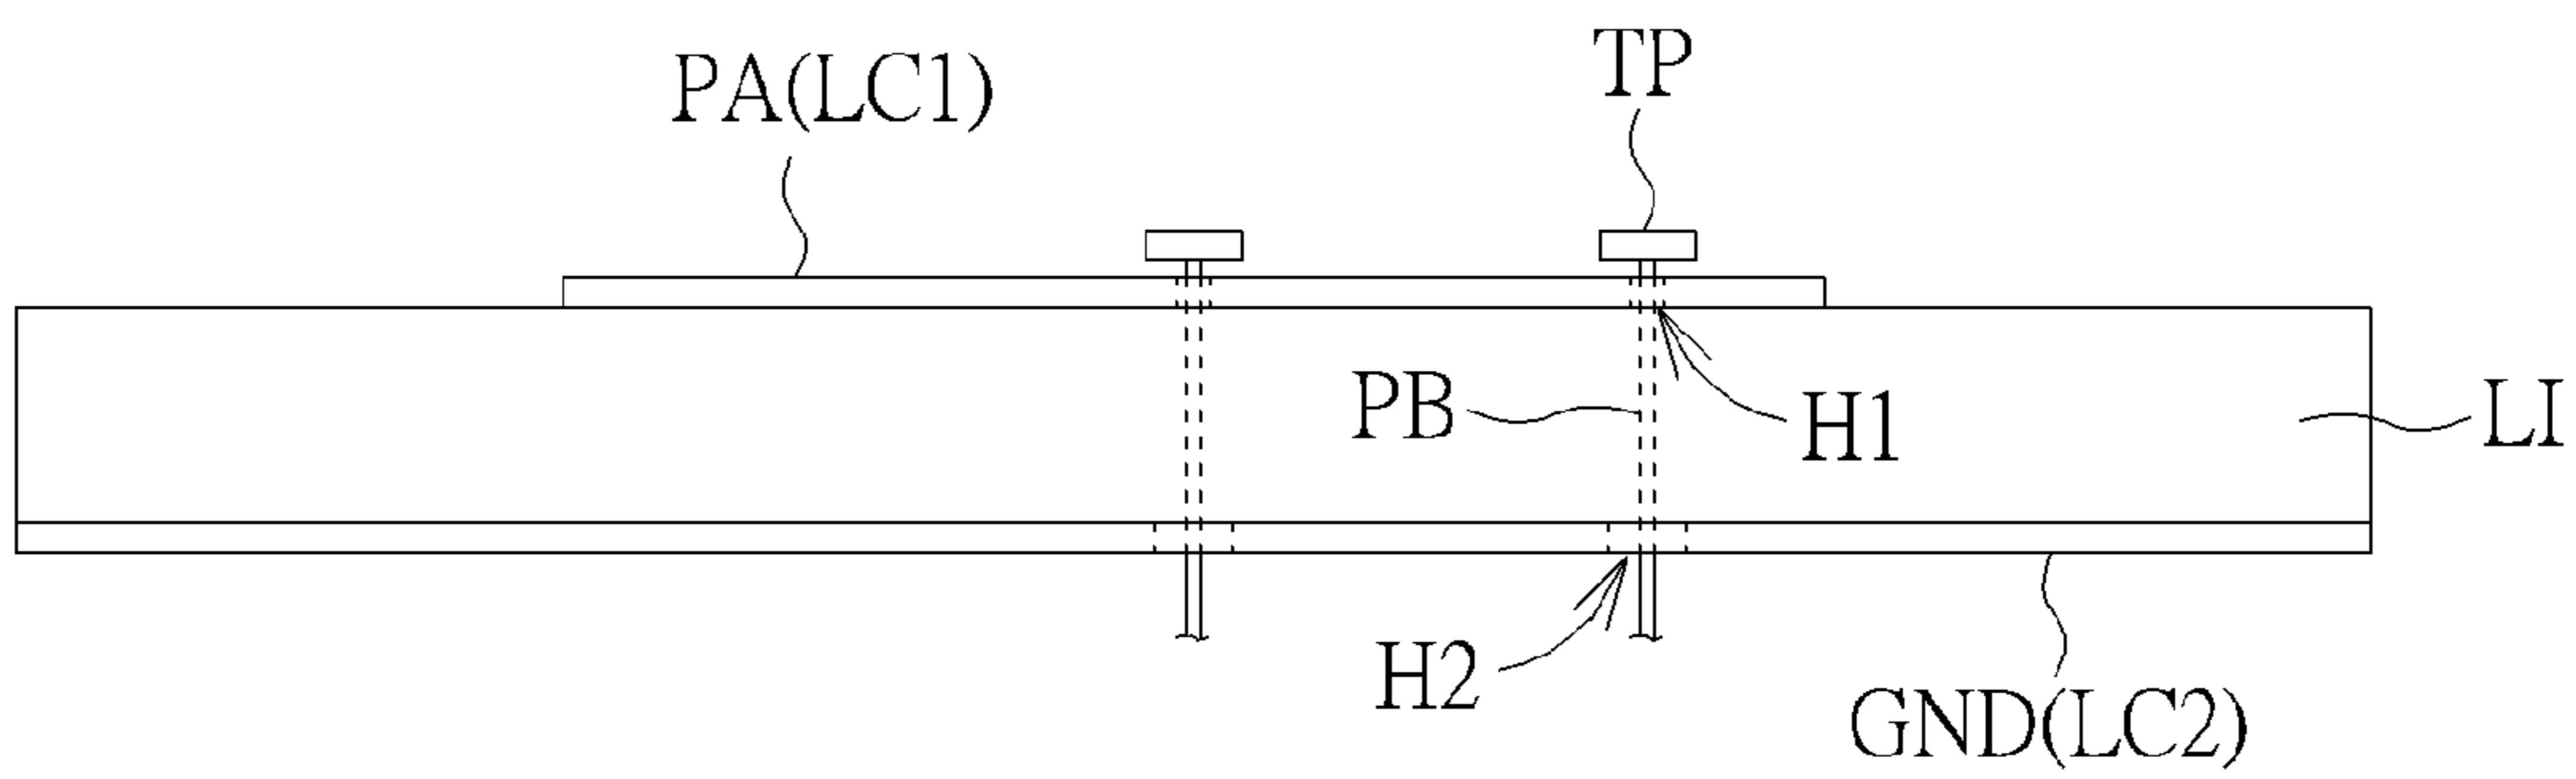 TP
PA(LC1)
PB
H1
LI
H2
GND(LC2)